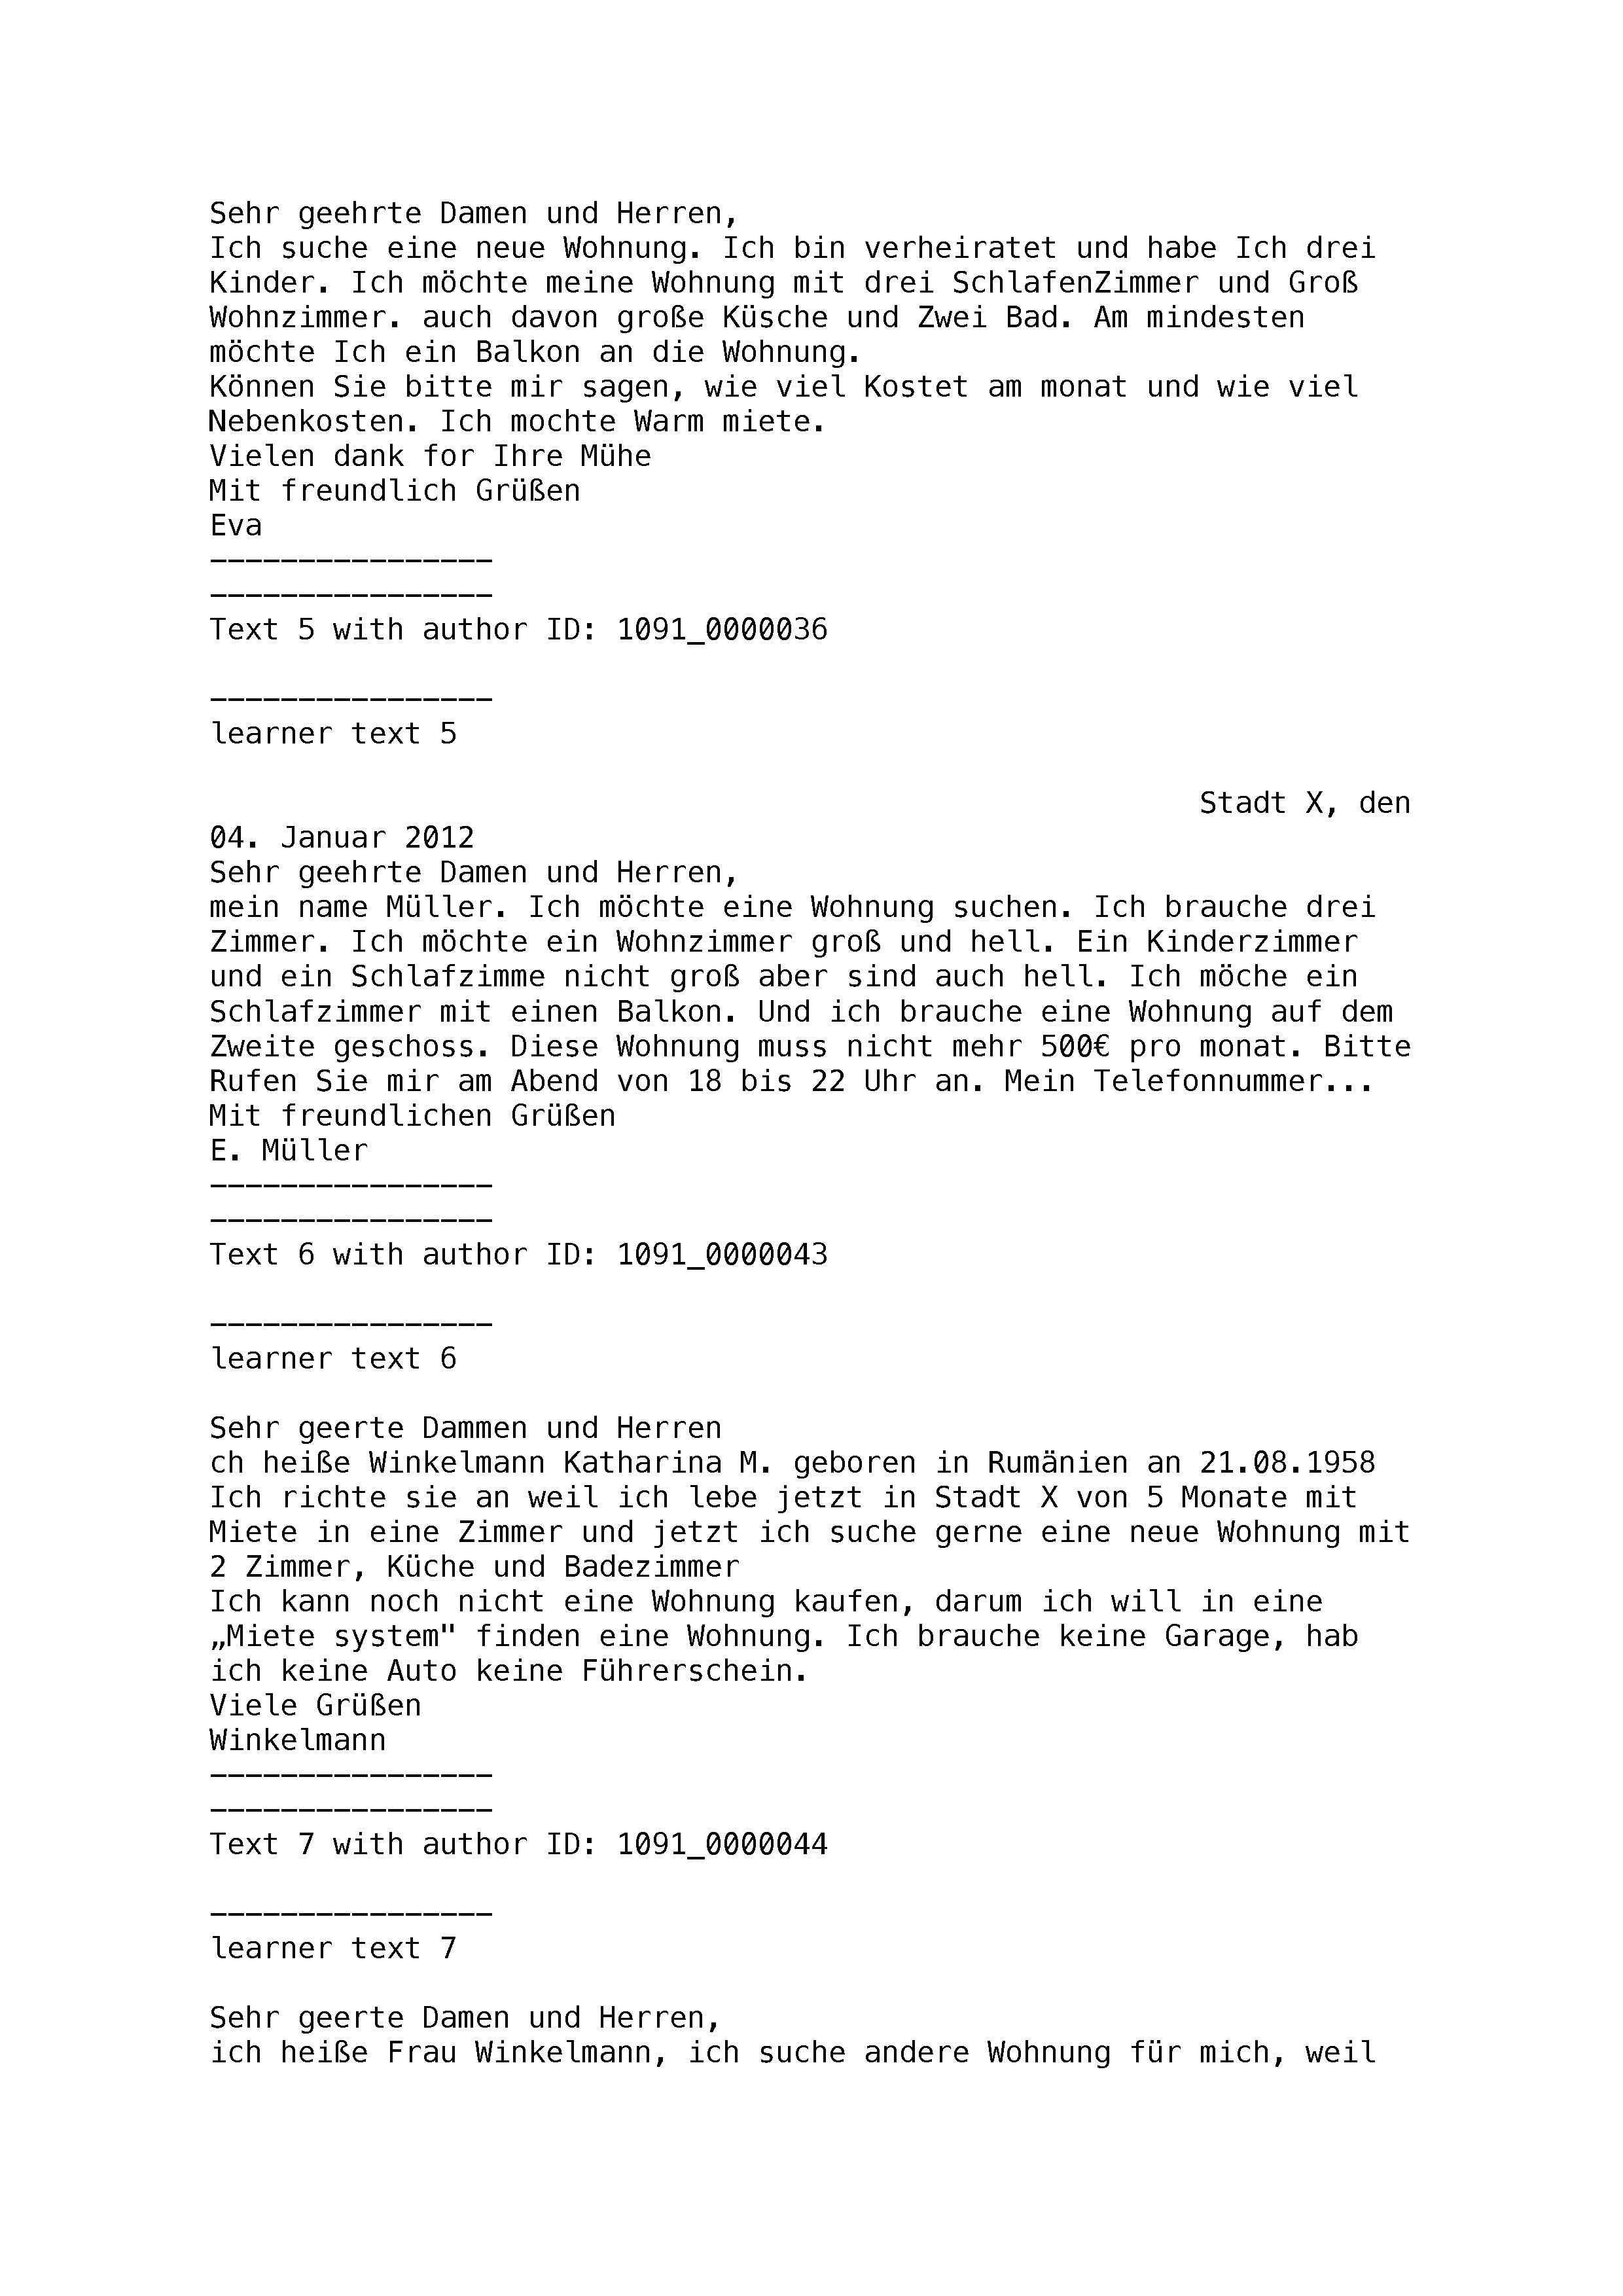 Sehr geehrte Damen und Herren,
Ich suche eine neue Wohnung. Ich bin verheiratet und habe Ich drei
Kinder. Ich möchte meine Wohnung mit drei SchlafenZimmer und Groß
Wohnzimmer. auch davon große Küsche und Zwei Bad. Am mindesten
möchte Ich ein Balkon an die Wohnung.
Können Sie bitte mir sagen, wie viel Kostet am monat und wie viel
Nebenkosten. Ich mochte Warm miete.
Vielen dank for Ihre Mühe
Mit freundlich Grüßen
Eva
----------------
----------------
Text 5 with author ID: 1091_0000036
----------------
learner text 5
Stadt X, den
04. Januar 2012
Sehr geehrte Damen und Herren,
mein name Müller. Ich möchte eine Wohnung suchen. Ich brauche drei
Zimmer. Ich möchte ein Wohnzimmer groß und hell. Ein Kinderzimmer
und ein Schlafzimme nicht groß aber sind auch hell. Ich möche ein
Schlafzimmer mit einen Balkon. Und ich brauche eine Wohnung auf dem
Zweite geschoss. Diese Wohnung muss nicht mehr 500€ pro monat. Bitte
Rufen Sie mir am Abend von 18 bis 22 Uhr an. Mein Telefonnummer...
Mit freundlichen Grüßen
E. Müller
----------------
----------------
Text 6 with author ID: 1091_0000043
----------------
learner text 6
Sehr geerte Dammen und Herren
ch heiße Winkelmann Katharina M. geboren in Rumänien an 21.08.1958
Ich richte sie an weil ich lebe jetzt in Stadt X von 5 Monate mit
Miete in eine Zimmer und jetzt ich suche gerne eine neue Wohnung mit
2 Zimmer, Küche und Badezimmer
Ich kann noch nicht eine Wohnung kaufen, darum ich will in eine
„Miete system" finden eine Wohnung. Ich brauche keine Garage, hab
ich keine Auto keine Führerschein.
Viele Grüßen
Winkelmann
----------------
----------------
Text 7 with author ID: 1091_0000044
----------------
learner text 7
Sehr geerte Damen und Herren,
ich heiße Frau Winkelmann, ich suche andere Wohnung für mich, weil